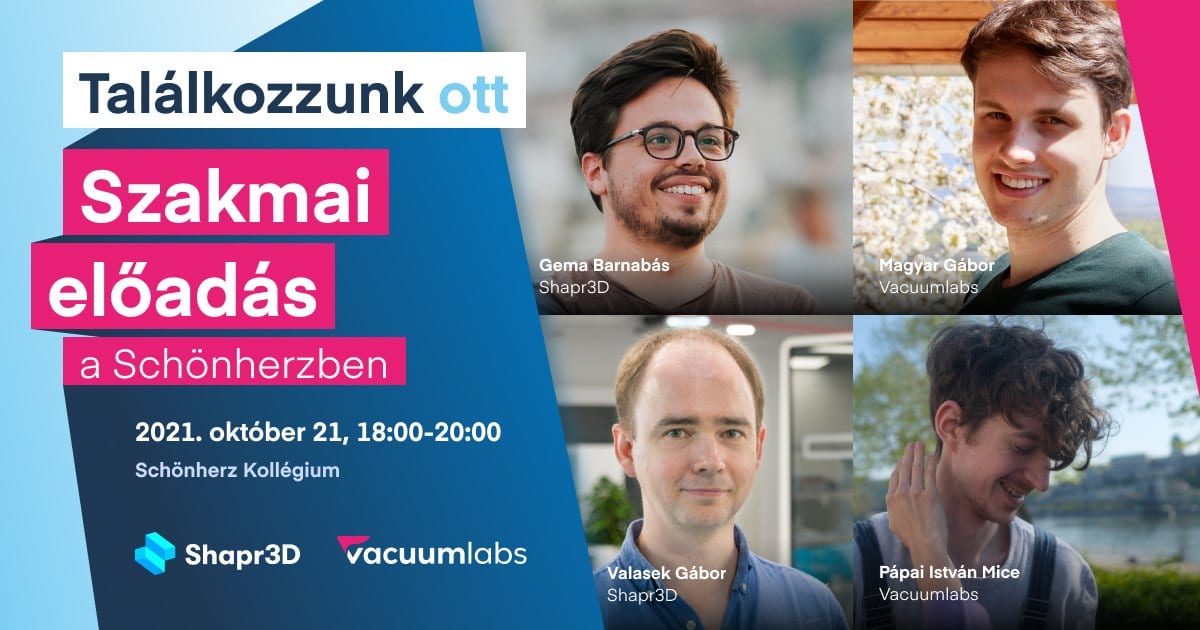 Találkozzunk ott
Szakmai
előadás
a Schönherzben
2021. október 21, 18:00-20:00
Schönherz Kollégium
Shapr3D
vacuumlabs
Gema Barnabás
Shapr3D
Magyar Gábor
Vacuumlabs
Valasek Gábor
Shapr3D
Pápai István Mice
Vacuumlabs